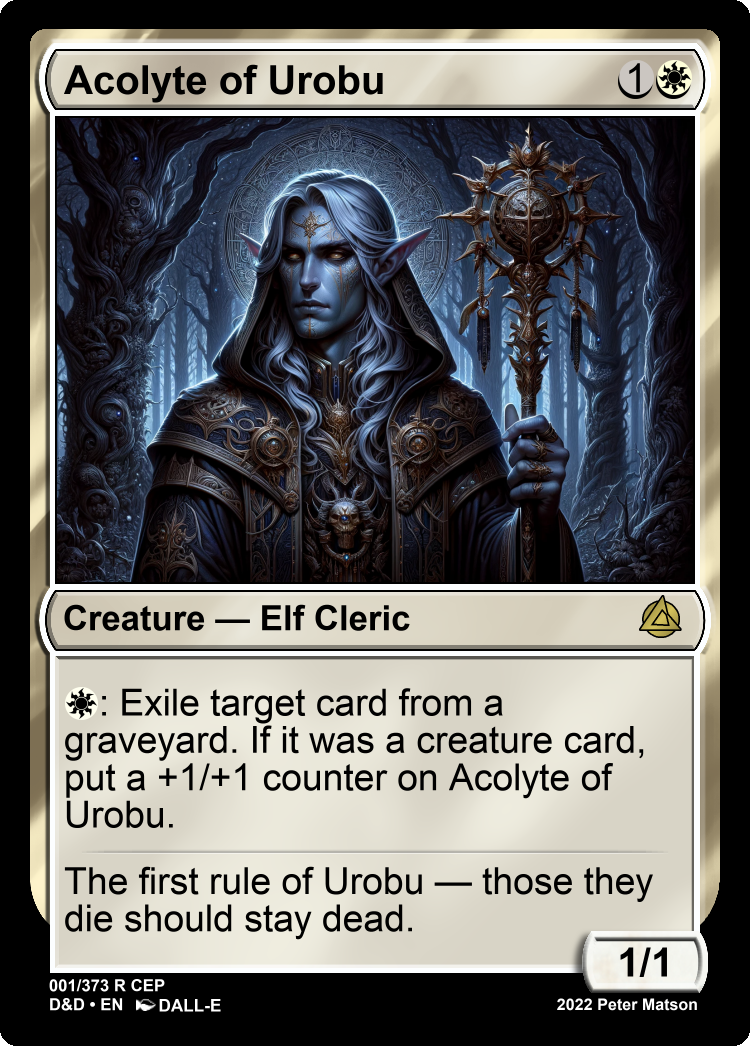 Acolyte of Urobu 1
Creature — Elf Cleric
: Exile target card from a
graveyard. If it was a creature card,
put a +1/+1 counter on Acolyte of
Urobu.
The first rule of Urobu — those they
die should stay dead.
1/1
001/373 R CEP
D&D • EN DALL-E
2022 Peter Matson